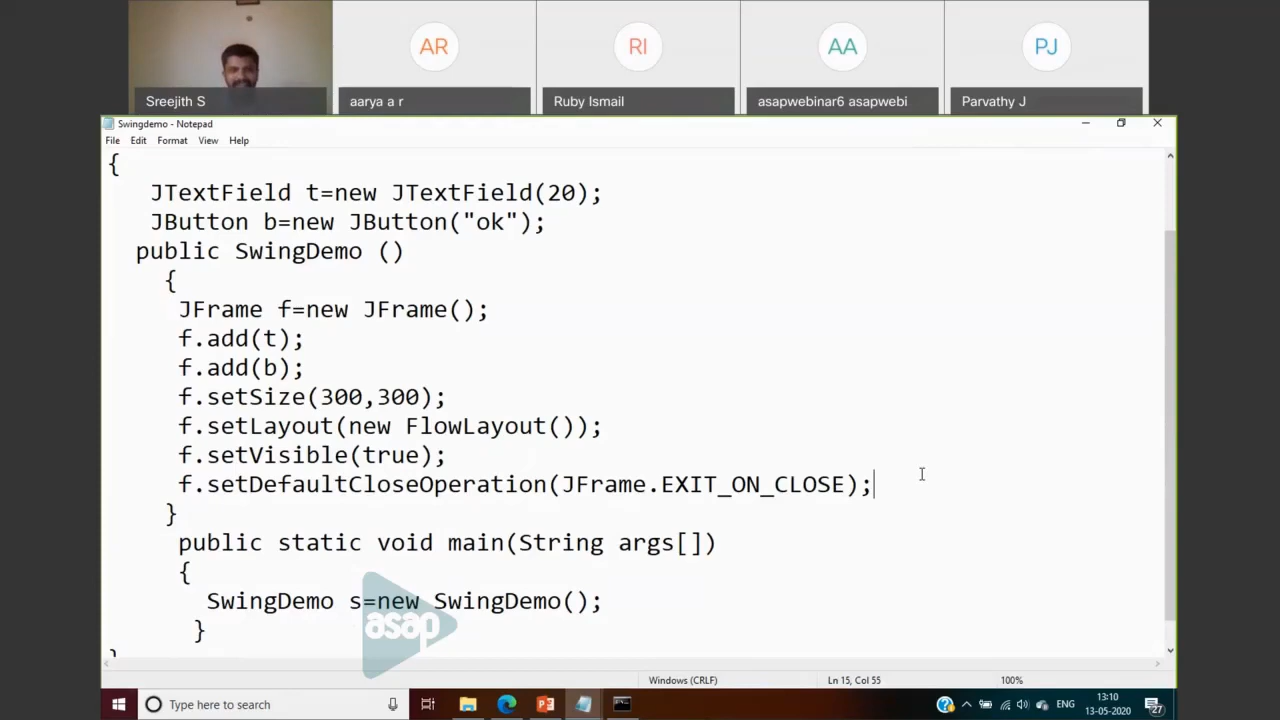 AR
RI
AA
PJ
Sreejith S
aarya a r
Ruby Ismail
asapwebinar6 asapwebi
Parvathy J
Swingdemo - Notepad
File Edit Format View Help
{
JTextField t=new JTextField(20);
JButton b=new JButton("ok");
public SwingDemo ()
{
JFrame f=new JFrame();
f.add(t);
f.add(b);
f.setSize(300,300);
f.setLayout(new FlowLayout());
f.setVisible(true);
f.setDefaultCloseOperation(JFrame.EXIT_ON_CLOSE);
}
public static void main(String args[])
{
SwingDemo s=new SwingDemo();
}
}
asap
Windows (CRLF) Ln 15, Col 55 100%
Type here to search
ENG
13:10
13-05-2020
27